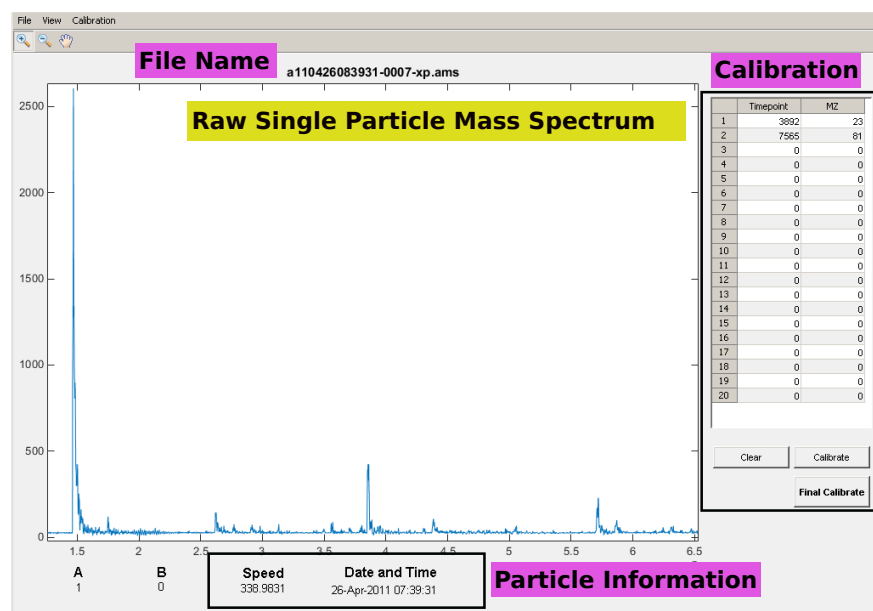 File View Calibration
File Name
a110426083931-0007-xp.ams
Calibration
Raw Single Particle Mass Spectrum
2500
2000
1500
1000
500
0
1.5 2 2.5 3 3.5 4 4.5 5 5.5 6 6.5
Timepoint MZ
1 3892 23
2 7565 81
3 0 0
4 0 0
5 0 0
6 0 0
7 0 0
8 0 0
9 0 0
10 0 0
11 0 0
12 0 0
13 0 0
14 0 0
15 0 0
16 0 0
17 0 0
18 0 0
19 0 0
20 0 0
Clear Calibrate
Final Calibrate
A B Speed Date and Time
1 0 338.9831 26-Apr-2011 07:39:31
Particle Information